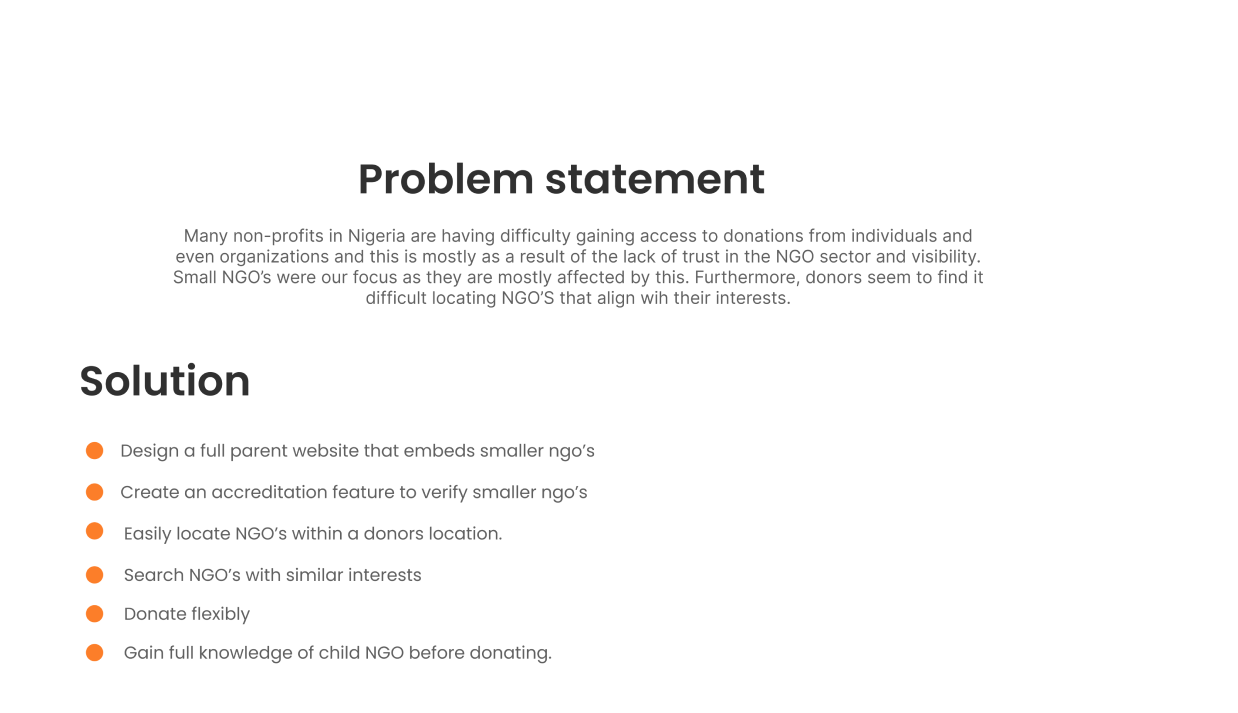 Problem statement
Many non-profits in Nigeria are having difficulty gaining access to donations from individuals and
even organizations and this is mostly as a result of the lack of trust in the NGO sector and visibility.
Small NGO’s were our focus as they are mostly affected by this. Furthermore, donors seem to find it
difficult locating NGO’S that align wih their interests.
Solution
Design a full parent website that embeds smaller ngo’s
Create an accreditation feature to verify smaller ngo’s
Easily locate NGO’s within a donors location.
Search NGO’s with similar interests
Donate flexibly
Gain full knowledge of child NGO before donating.